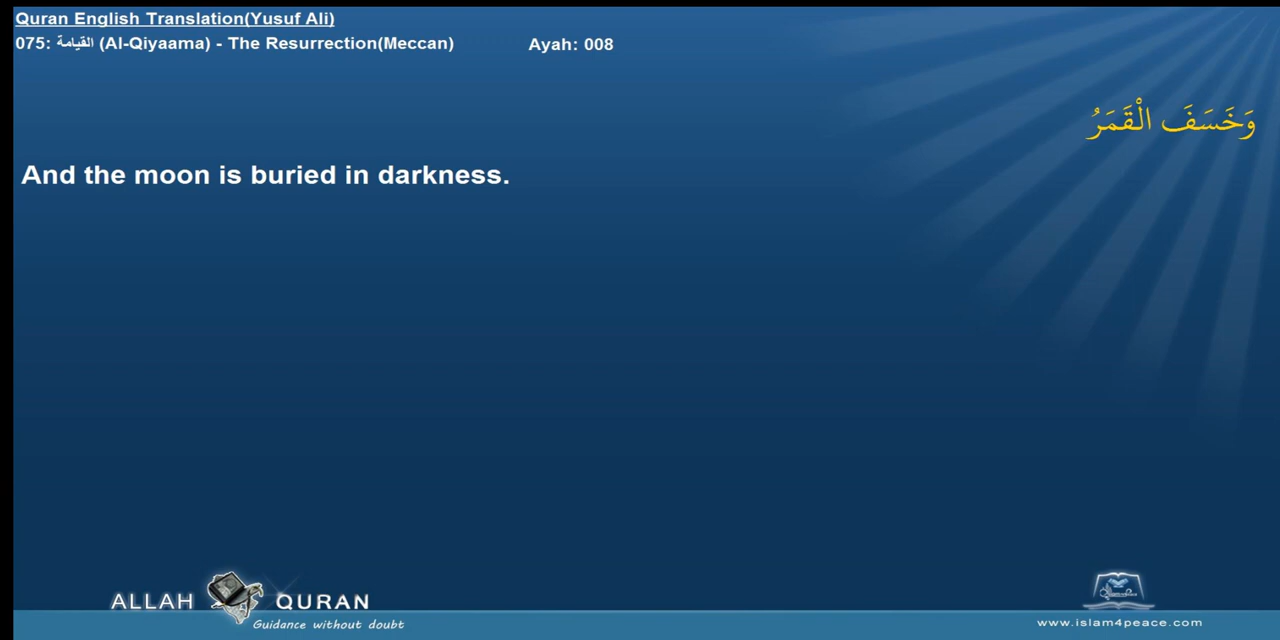 Quran English Translation(Yusuf Ali)
075: القيامة (Al-Qiyaama) - The Resurrection(Meccan) Ayah: 008
وَخَسَفَ الْقَمَرُ
And the moon is buried in darkness.
ALLAH QURAN
Guidance without doubt
www.islam4peace.com